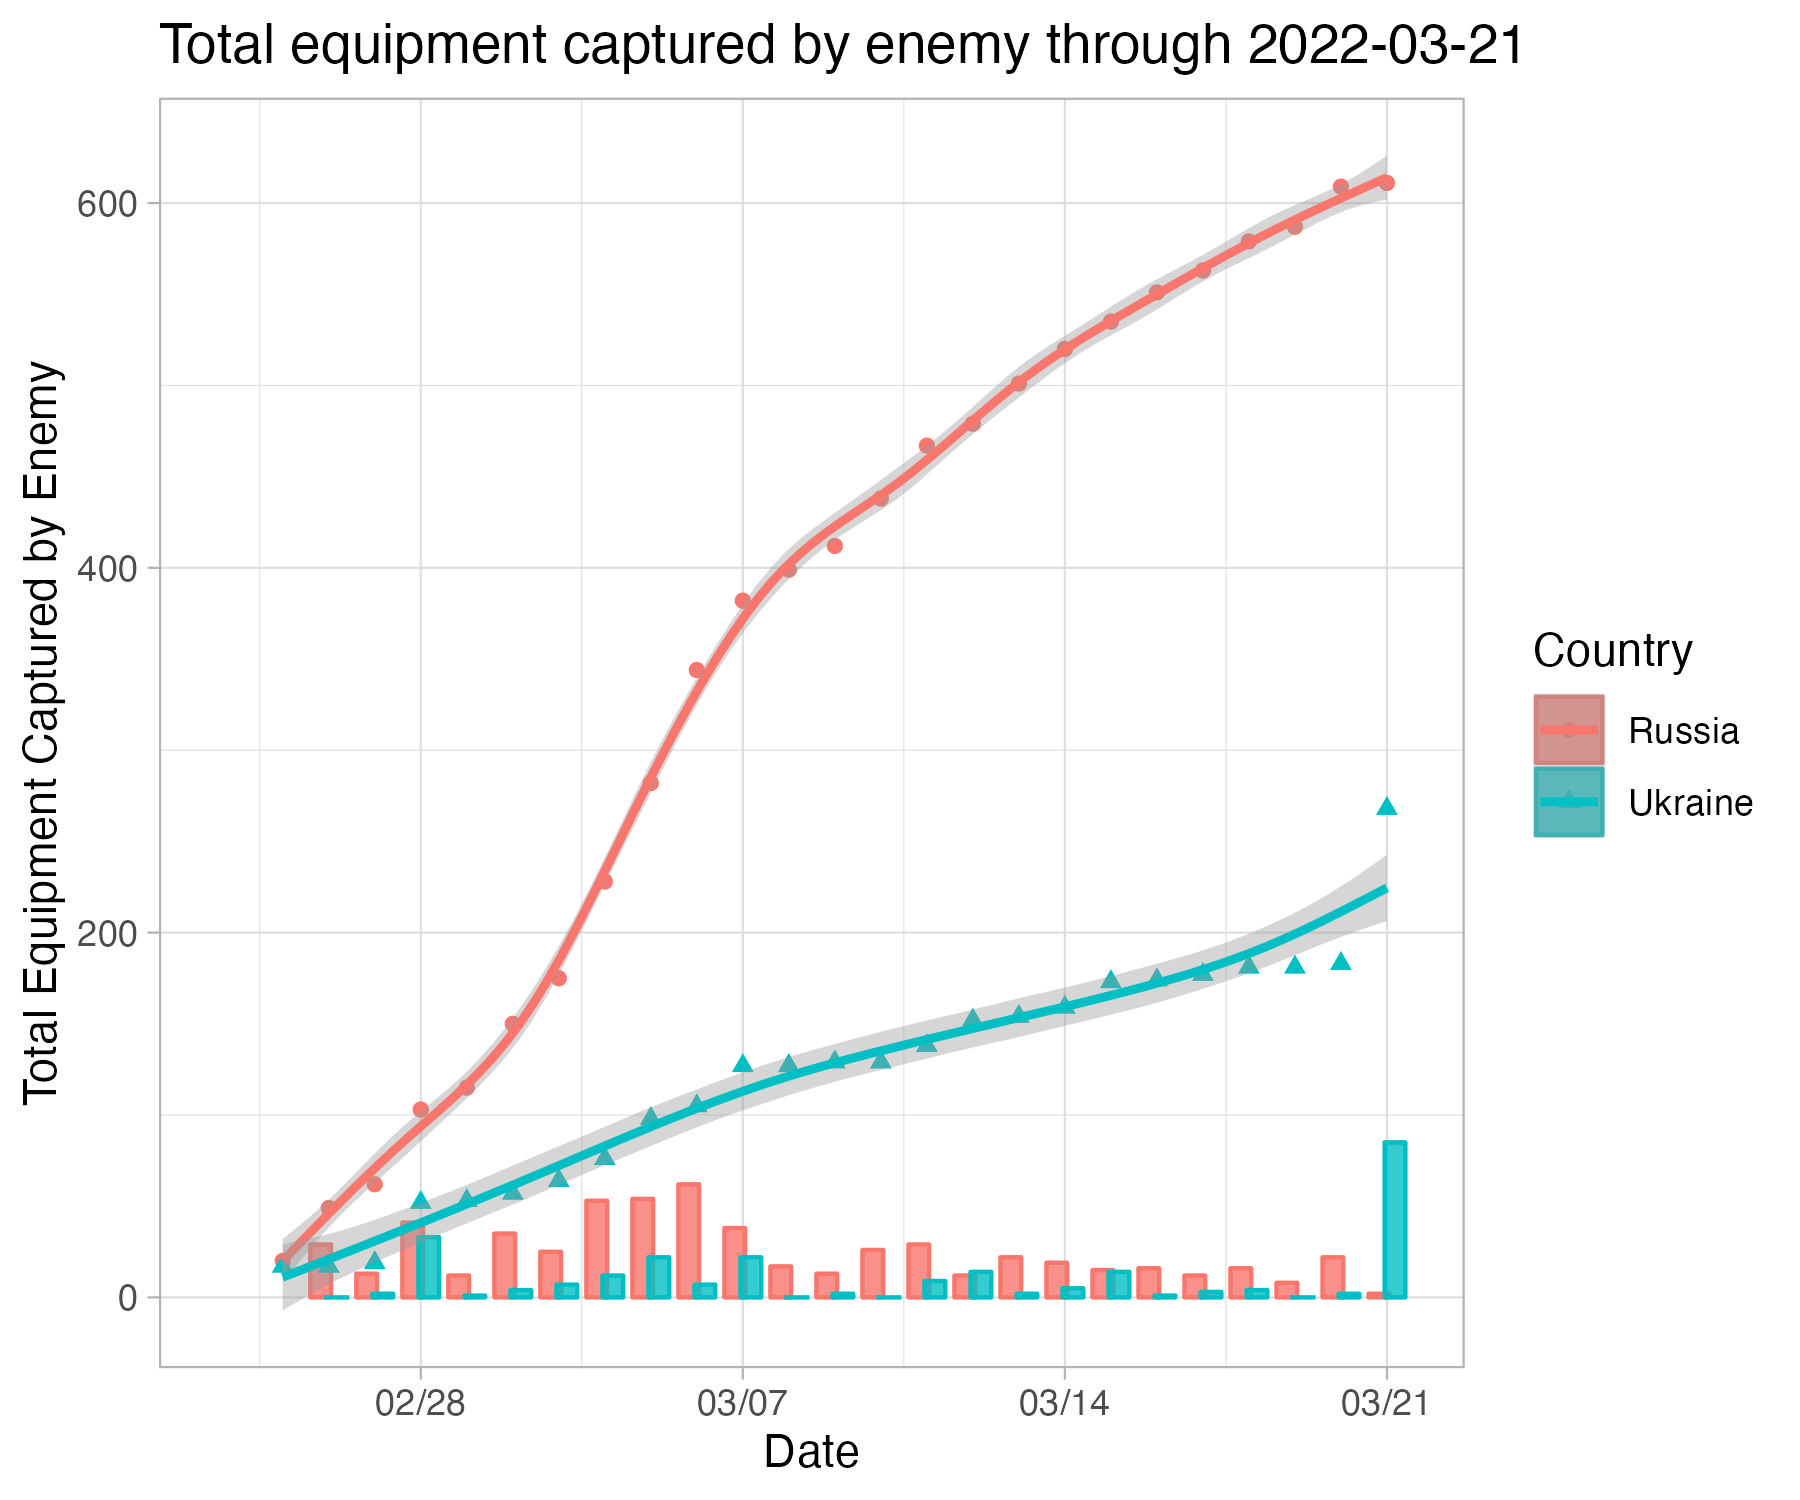 Total equipment captured by enemy through 2022-03-21
Total Equipment Captured by Enemy
600
400
200
0
02/28 03/07 03/14 03/21
Date
Country
Russia
Ukraine